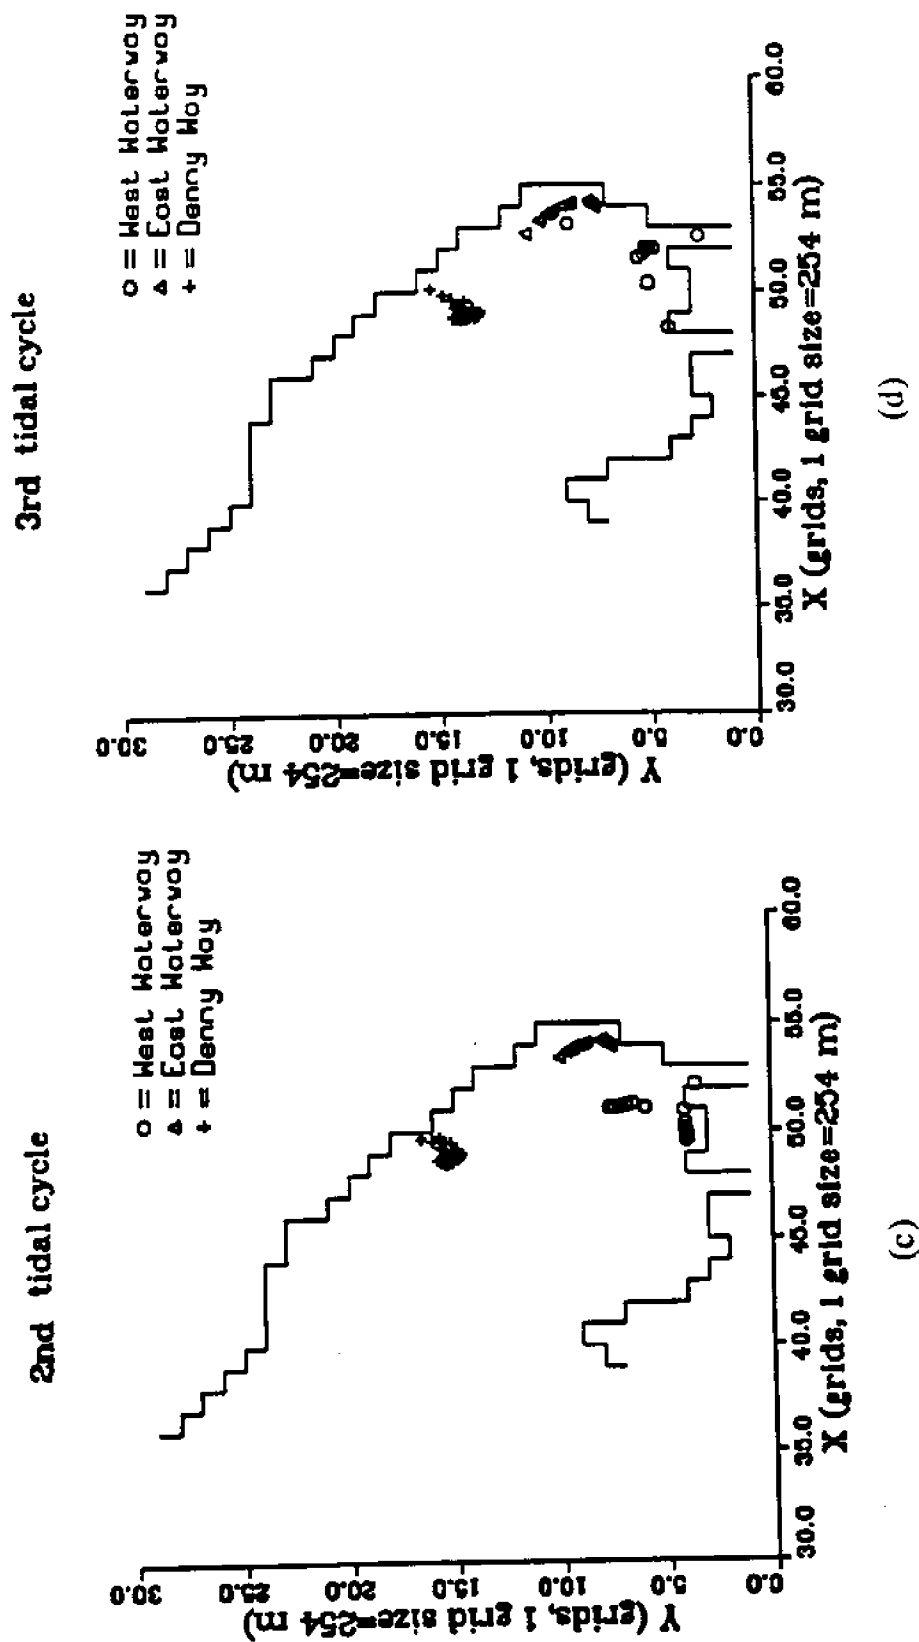 2nd tidal cycle
o = West Waterway
▵ = East Waterway
+ = Denny Way
30.0
25.0
20.0
15.0
10.0
5.0
0.0
Y (grids, 1 grid size=254 m)
30.0
35.0
40.0
45.0
50.0
55.0
60.0
X (grids, 1 grid size=254 m)
(c)
3rd tidal cycle
o = West Waterway
▵ = East Waterway
+ = Denny Way
30.0
25.0
20.0
15.0
10.0
5.0
0.0
Y (grids, 1 grid size=254 m)
30.0
35.0
40.0
45.0
50.0
55.0
60.0
X (grids, 1 grid size=254 m)
(d)